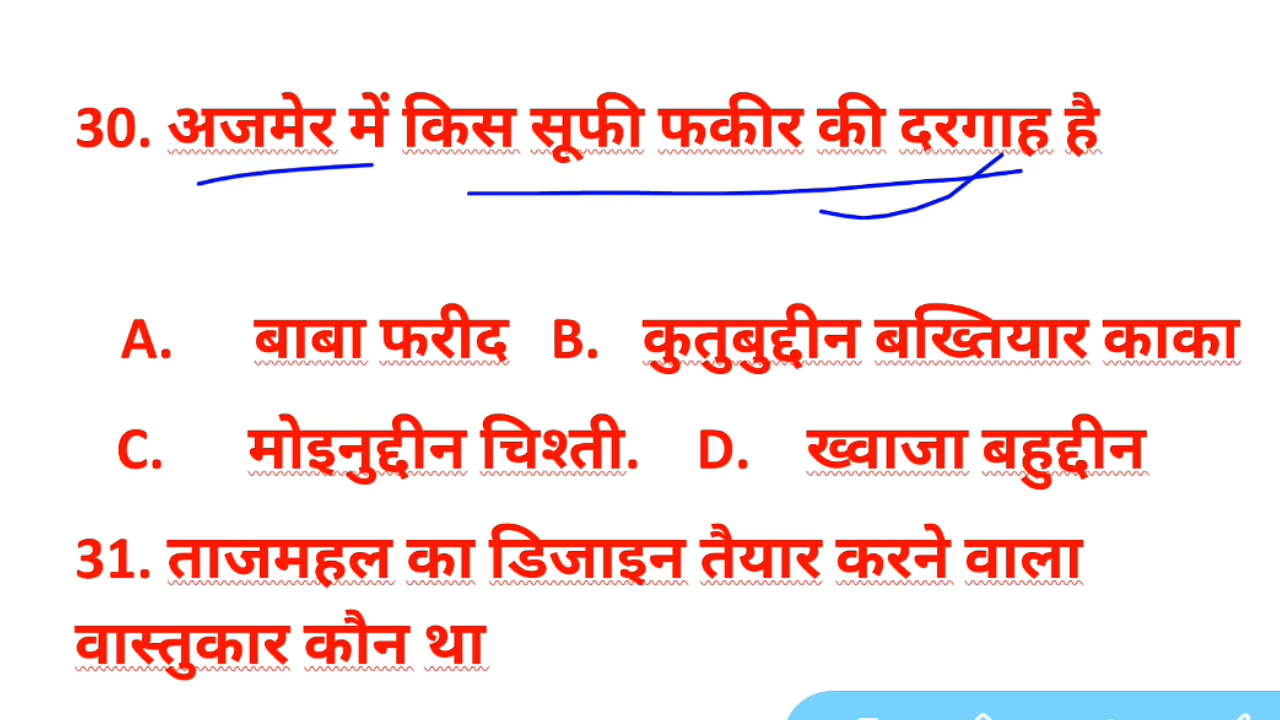 30. अजमेर में किस सूफी फकीर की दरगाह है
A. बाबा फरीद B. कुतुबुद्दीन बख्तियार काका
C. मोइनुद्दीन चिश्ती. D. ख्वाजा बहुद्दीन
31. ताजमहल का डिजाइन तैयार करने वाला
वास्तुकार कौन था